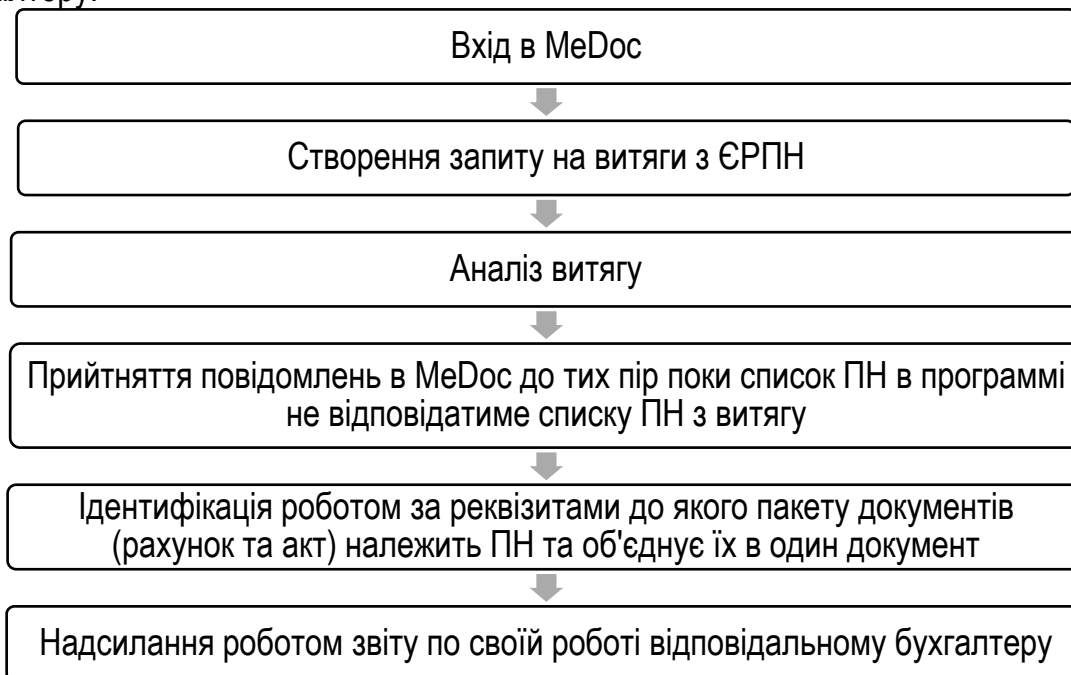 Вхід в MeDoc
Створення запиту на витяги з ЄРПН
Аналіз витягу
Прийтняття повідомлень в MeDoc до тих пір поки список ПН в программі
не відповідатиме списку ПН з витягу
Ідентифікація роботом за реквізитами до якого пакету документів
(рахунок та акт) належить ПН та об'єднує їх в один документ
Надсилання роботом звіту по своїй роботі відповідальному бухгалтеру